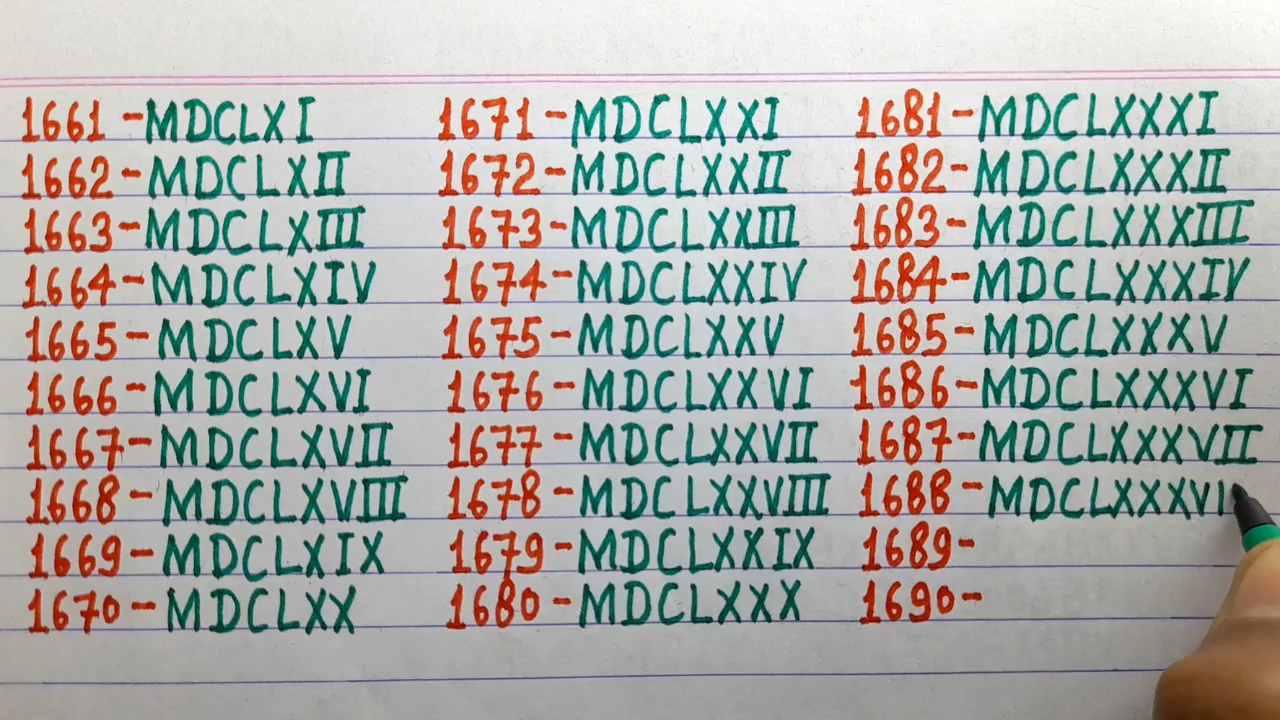 1661 - MDCLXI
1662 - MDCLXII
1663 - MDCLXIII
1664 - MDCLXIV
1665 - MDCLXV
1666 - MDCLXVI
1667 - MDCLXVII
1668 - MDCLXVIII
1669 - MDCLXIX
1670 - MDCLXX
1671 - MDCLXXI
1672 - MDCLXXII
1673 - MDCLXXIII
1674 - MDCLXXIV
1675 - MDCLXXV
1676 - MDCLXXVI
1677 - MDCLXXVII
1678 - MDCLXXVIII
1679 - MDCLXXIX
1680 - MDCLXXX
1681 - MDCLXXXI
1682 - MDCLXXXII
1683 - MDCLXXXIII
1684 - MDCLXXXIV
1685 - MDCLXXXV
1686 - MDCLXXXVI
1687 - MDCLXXXVII
1688 - MDCLXXXVII
1689 -
1690 -